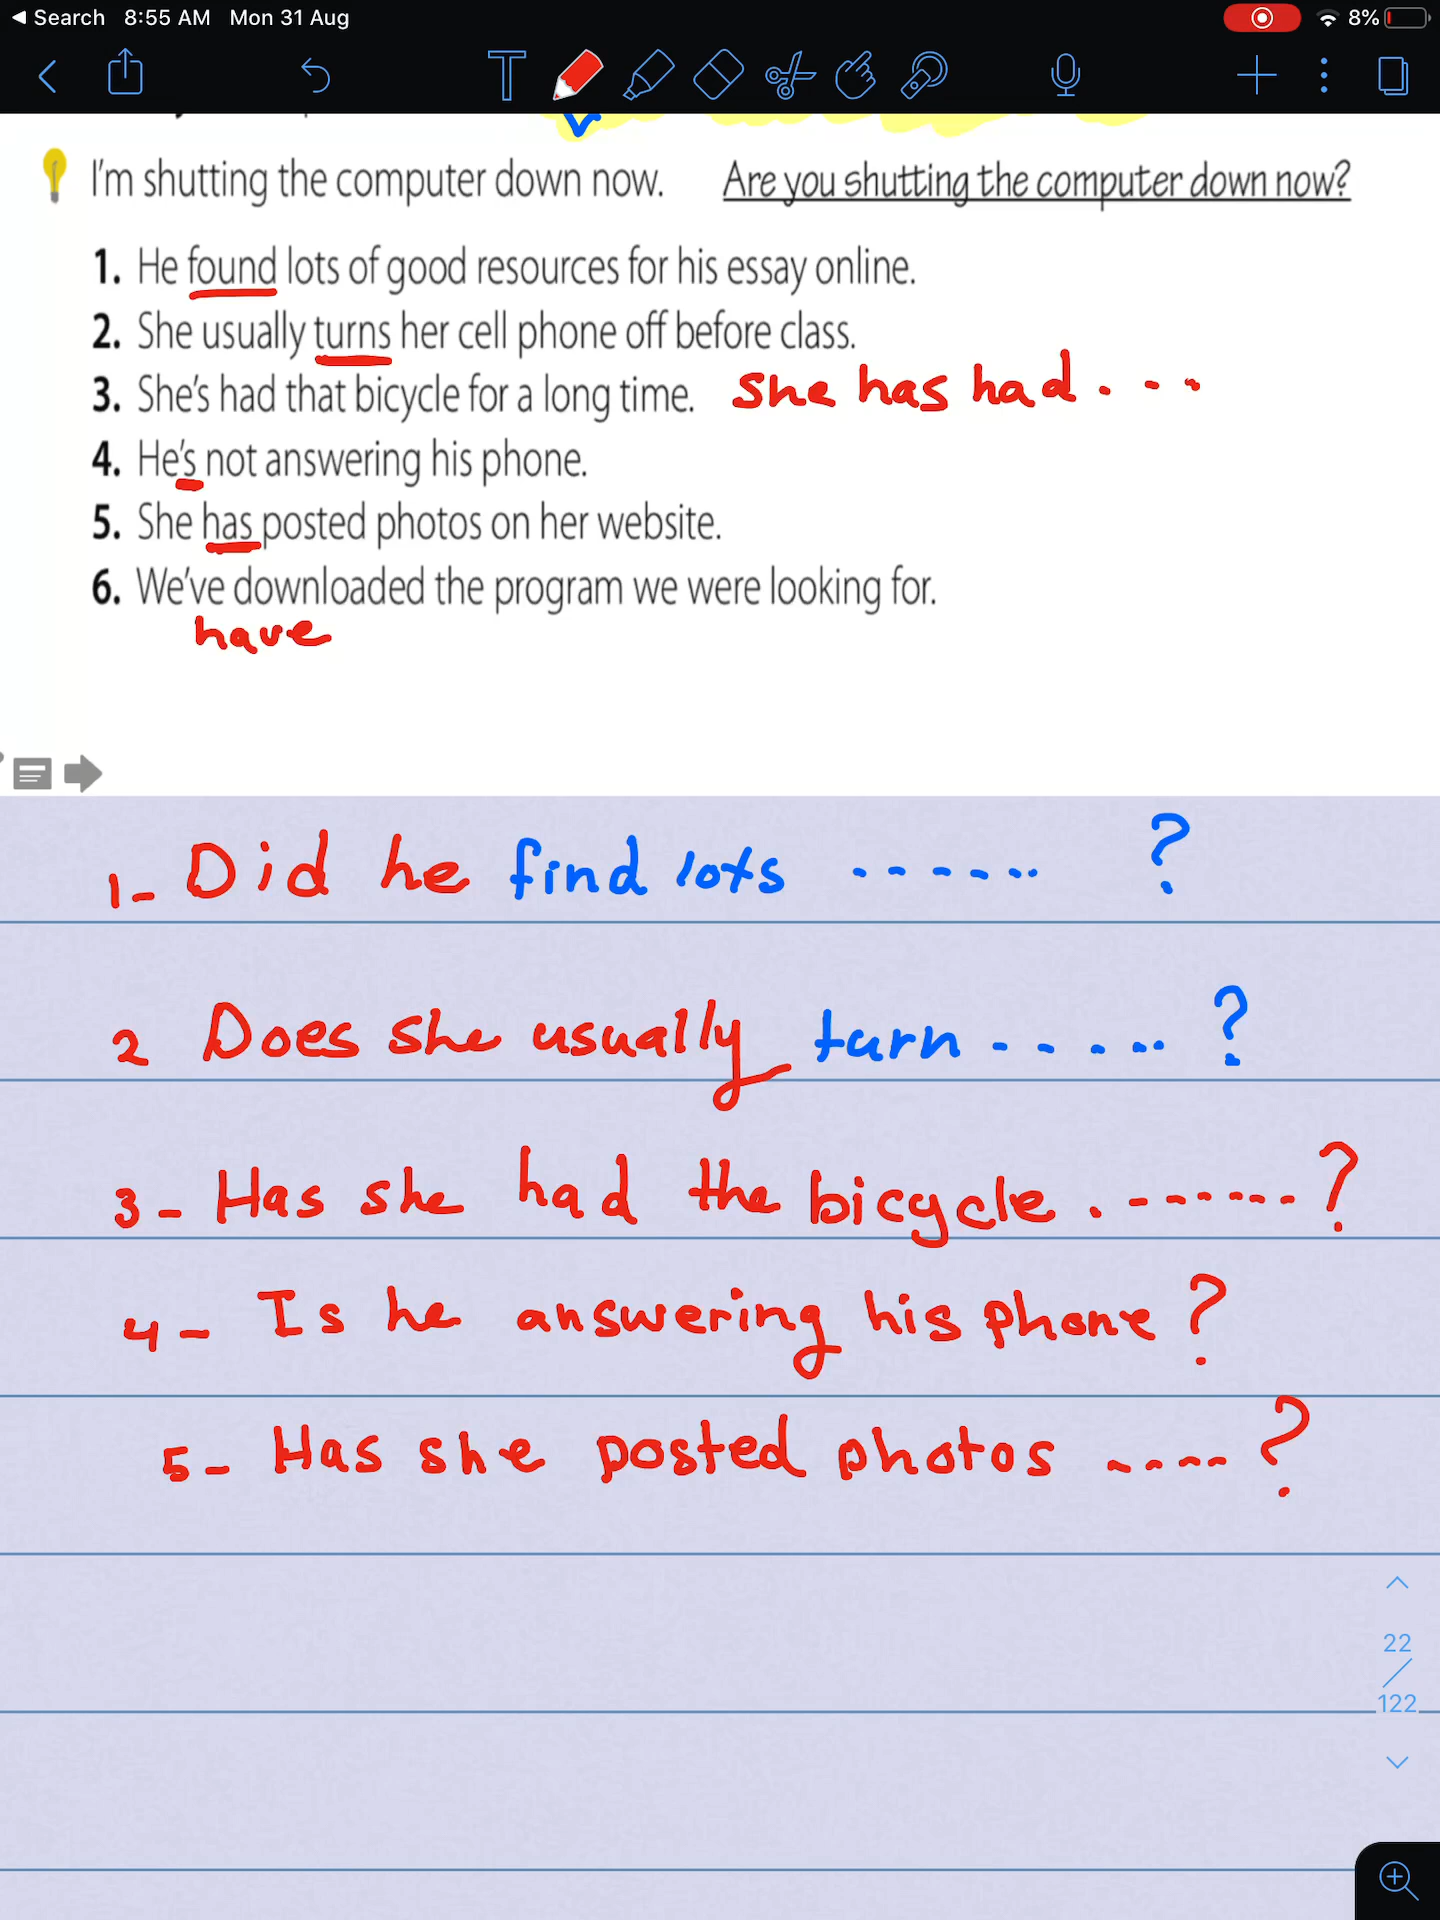 Search 8:55 AM Mon 31 Aug 8%
I'm shutting the computer down now. Are you shutting the computer down now?
1. He found lots of good resources for his essay online.
2. She usually turns her cell phone off before class.
3. She's had that bicycle for a long time. She has had . - - -
4. He's not answering his phone.
5. She has posted photos on her website.
6. We've downloaded the program we were looking for.
have
1- Did he find lots ------ ?
2 Does she usually turn ----- ?
3- Has she had the bicycle . ------ ?
4- Is he answering his phone ?
5- Has she posted photos ---- ?
22
122